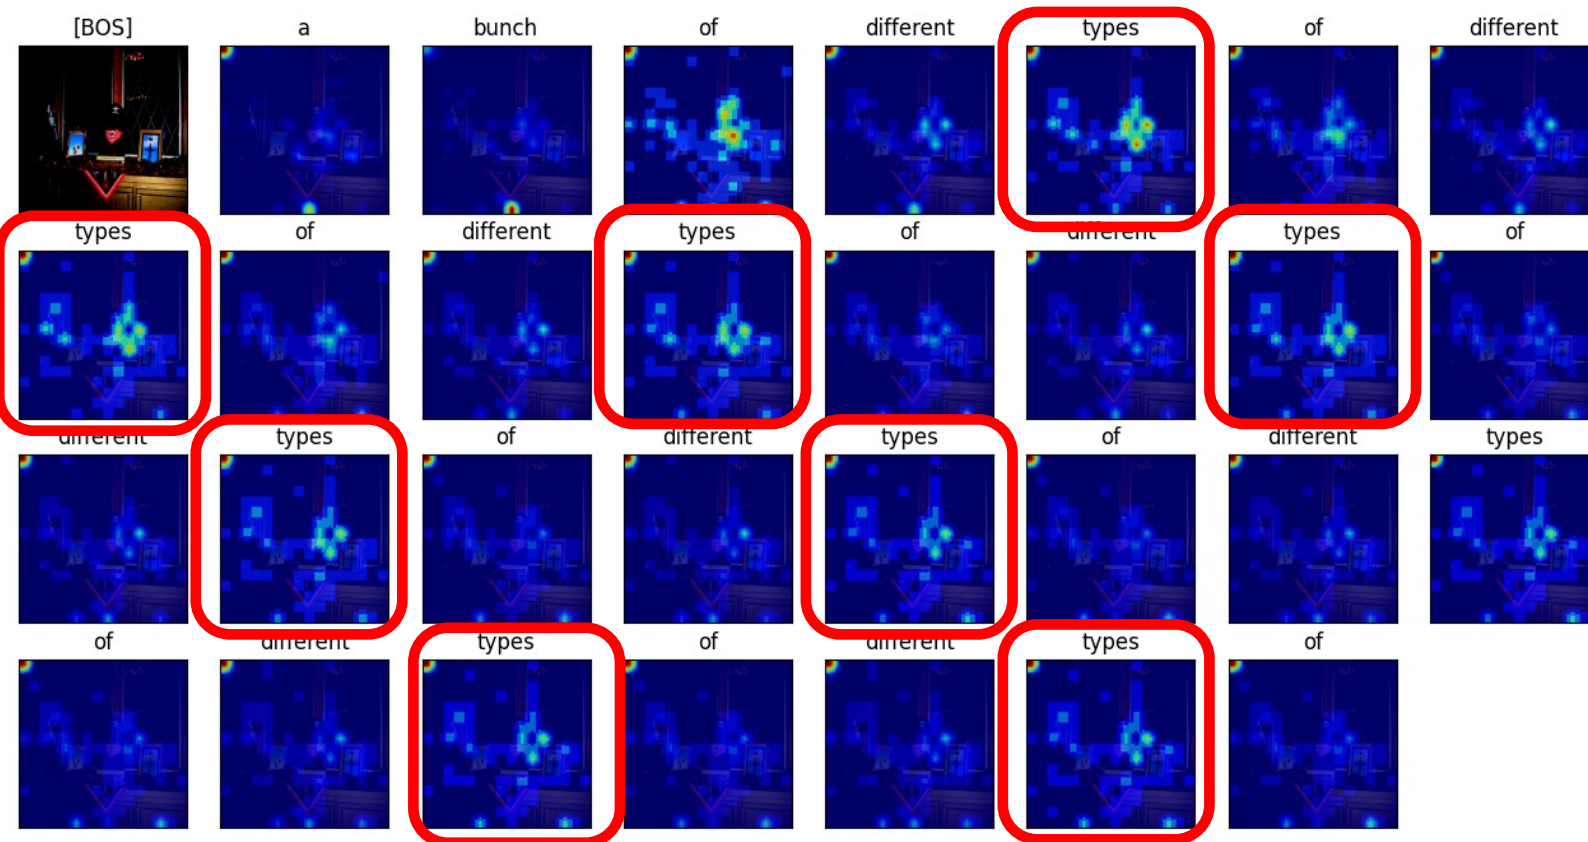 [BOS] a bunch of different types of different
types of different types of different types of
different types of different types of different types
of different types of different types of